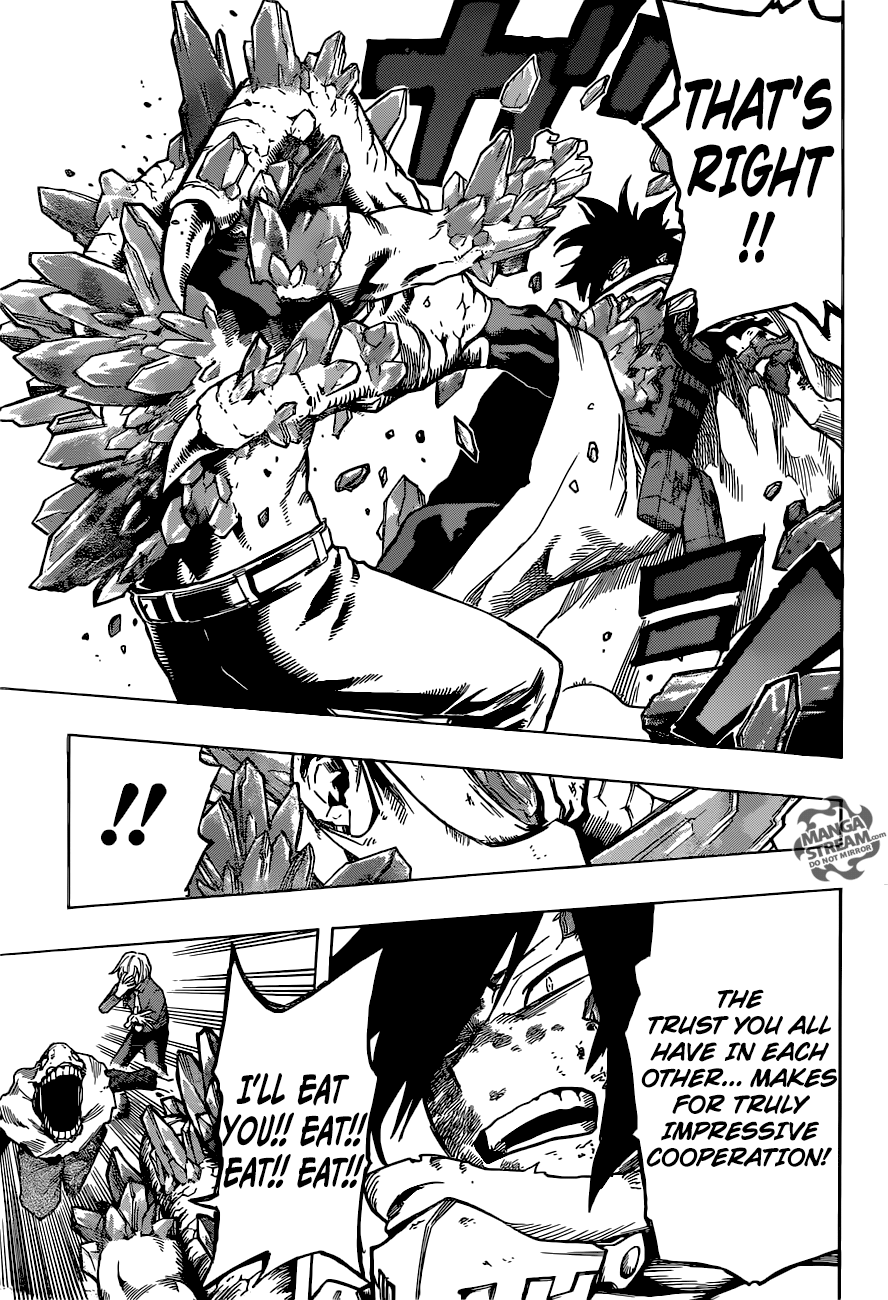 THAT'S
RIGHT
!!
ガ
!!
MANGA
STREAM.com
DO NOT MIRROR
THE
TRUST YOU ALL
HAVE IN EACH
OTHER... MAKES
FOR TRULY
IMPRESSIVE
COOPERATION!
I'LL EAT
YOU!! EAT!!
EAT!! EAT!!